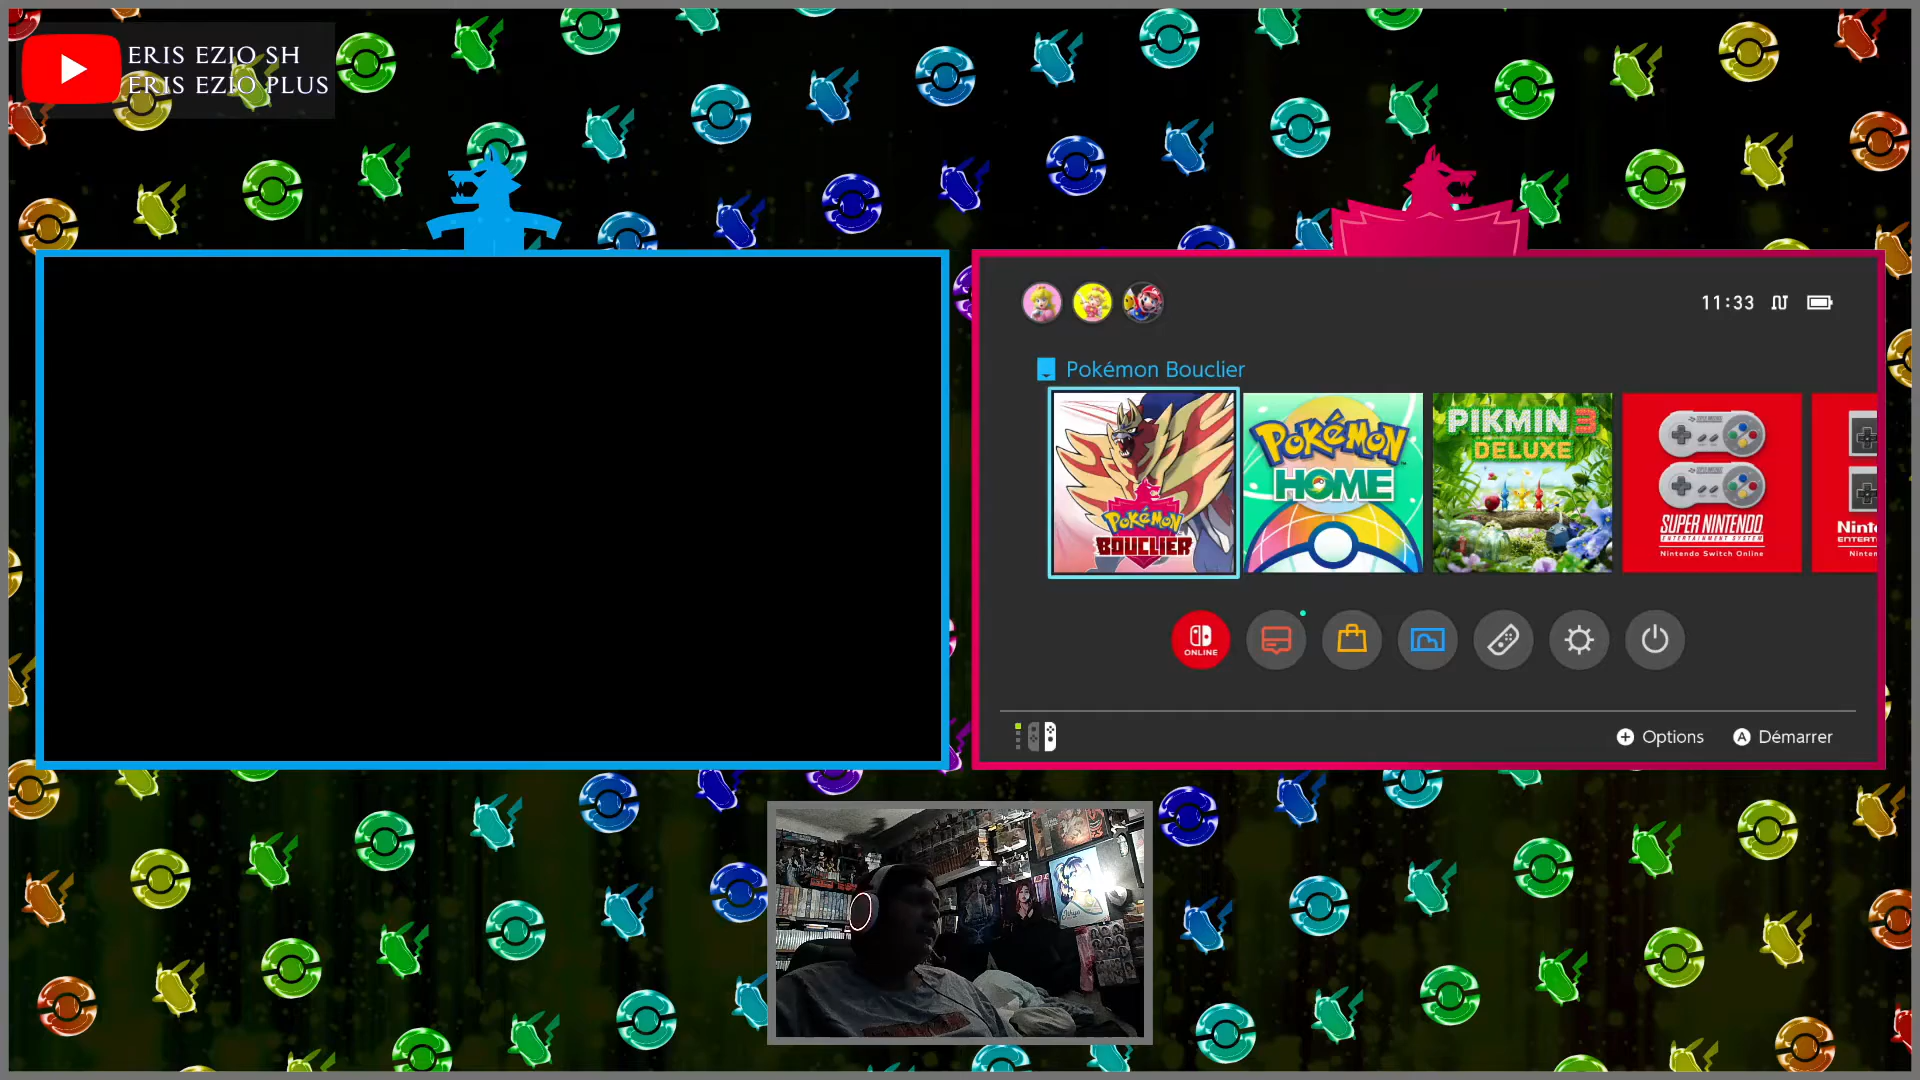 ERIS EZIO SH
ERIS EZIO PLUS
11:33
Pokémon Bouclier
POKÉMON
BOUCLIER
POKÉMON
HOME
PIKMIN 3
DELUXE
SUPER NINTENDO
ENTERTAINMENT SYSTEM
Nintendo Switch Online
ONLINE
Options
A Démarrer